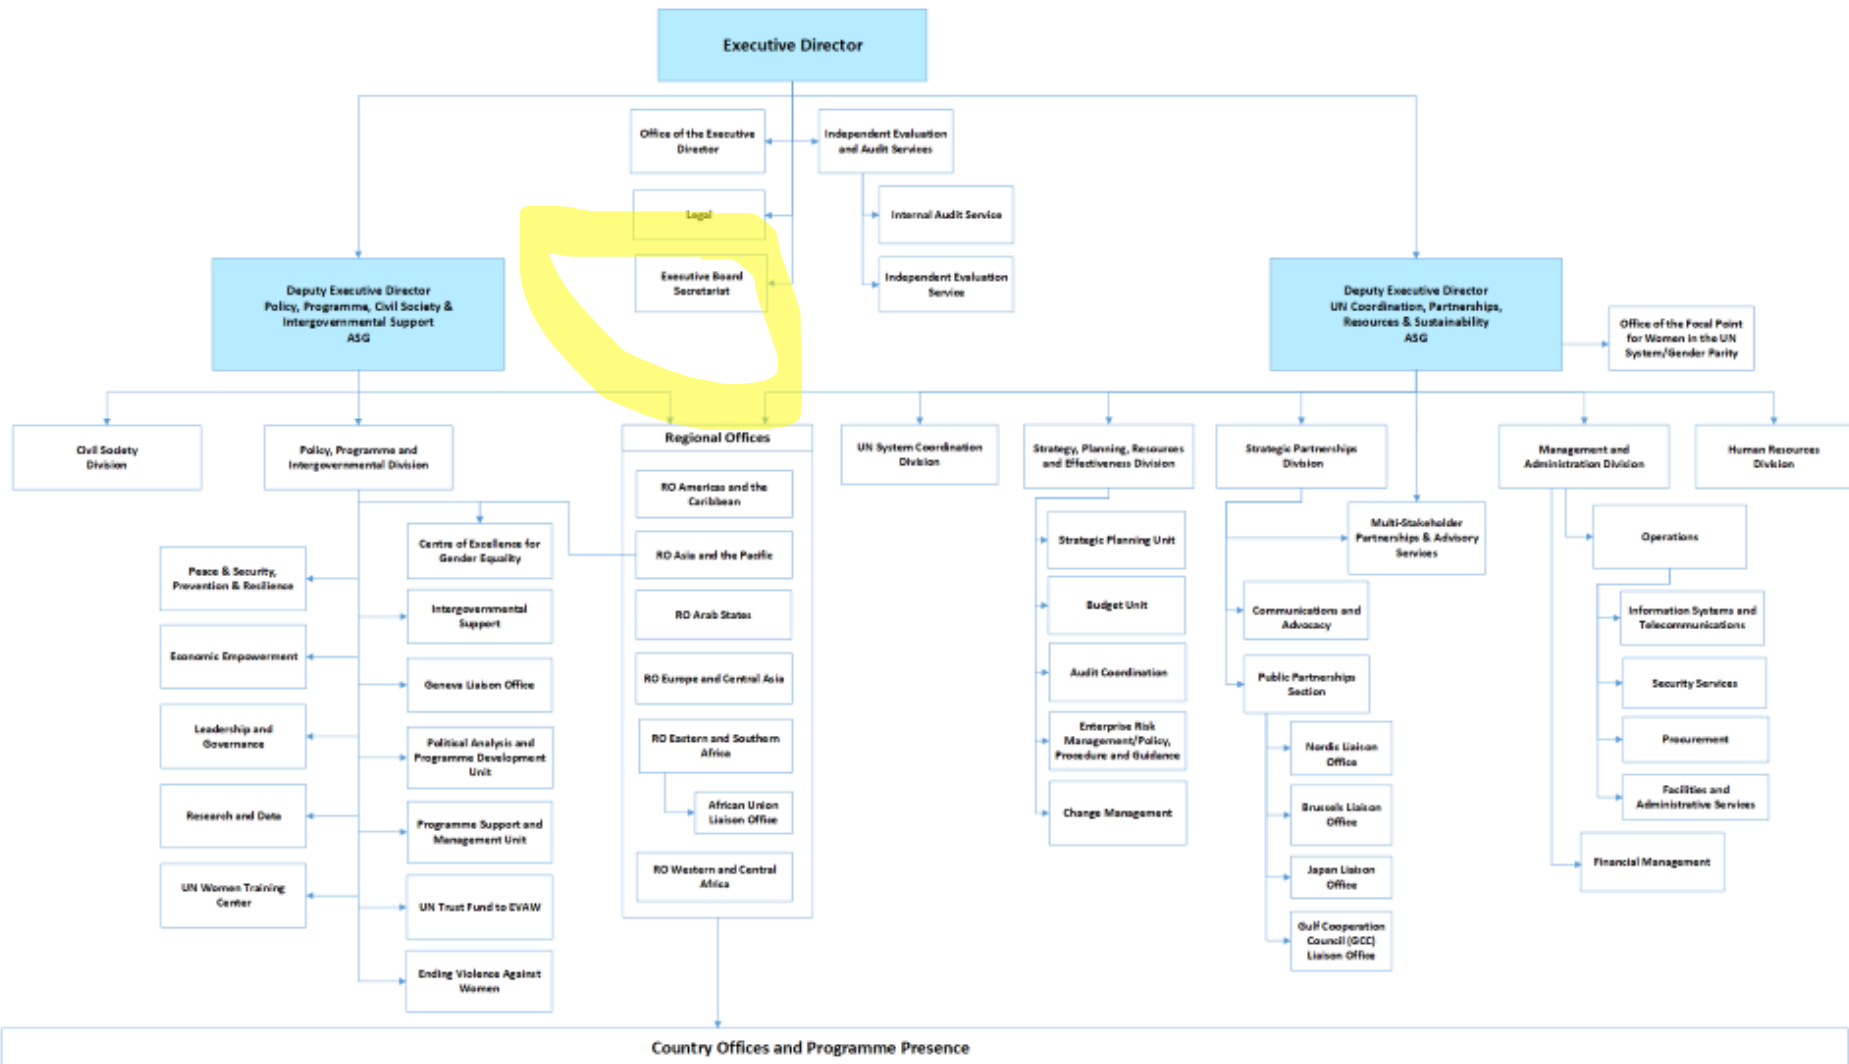 Executive Director
Office of the Executive
Director
Independent Evaluation
and Audit Services
Legal
Internal Audit Service
Executive Board
Secretariat
Independent Evaluation
Service
Deputy Executive Director
Policy, Programme, Civil Society &
Intergovernmental Support
ASG
Deputy Executive Director
UN Coordination, Partnerships,
Resources & Sustainability
ASG
Office of the Focal Point
for Women in the UN
System/Gender Parity
Civil Society
Division
Policy, Programme and
Intergovernmental Division
Regional Offices
UN System Coordination
Division
Strategy, Planning, Resources
and Effectiveness Division
Strategic Partnerships
Division
Management and
Administration Division
Human Resources
Division
Peace & Security,
Prevention & Resilience
Economic Empowerment
Leadership and
Governance
Research and Data
UN Women Training
Center
Centre of Excellence for
Gender Equality
Intergovernmental
Support
Geneva Liaison Office
Political Analysis and
Programme Development
Unit
Programme Support and
Management Unit
UN Trust Fund to EVAW
Ending Violence Against
Women
RO Americas and the
Caribbean
RO Asia and the Pacific
RO Arab States
RO Europe and Central Asia
RO Eastern and Southern
Africa
African Union
Liaison Office
RO Western and Central
Africa
Strategic Planning Unit
Budget Unit
Audit Coordination
Enterprise Risk
Management/Policy,
Procedure and Guidance
Change Management
Multi-Stakeholder
Partnerships & Advisory
Services
Communications and
Advocacy
Public Partnerships
Section
Nordic Liaison
Office
Brussels Liaison
Office
Japan Liaison
Office
Gulf Cooperation
Council (GCC)
Liaison Office
Operations
Information Systems and
Telecommunications
Security Services
Procurement
Facilities and
Administrative Services
Financial Management
Country Offices and Programme Presence